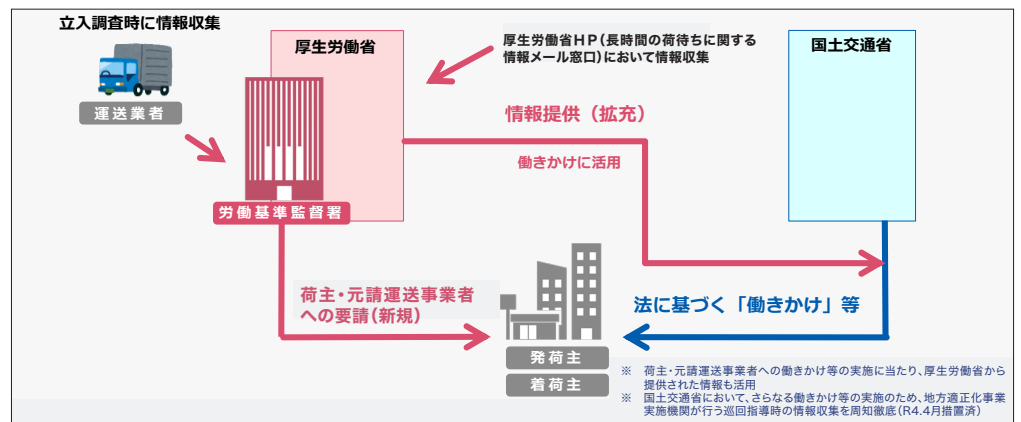 立入調査時に情報収集
運送業者
厚生労働省
厚生労働省HP(長時間の荷待ちに関する
情報メール窓口)において情報収集
国土交通省
情報提供(拡充)
働きかけに活用
労働基準監督署
荷主・元請運送事業者
への要請(新規)
法に基づく「働きかけ」等
発荷主
着荷主
※ 荷主・元請運送事業者への働きかけ等の実施に当たり、厚生労働省から
提供された情報も活用
※ 国土交通省において、さらなる働きかけ等の実施のため、地方適正化事業
実施機関が行う巡回指導時の情報収集を周知徹底(R4.4月措置済)